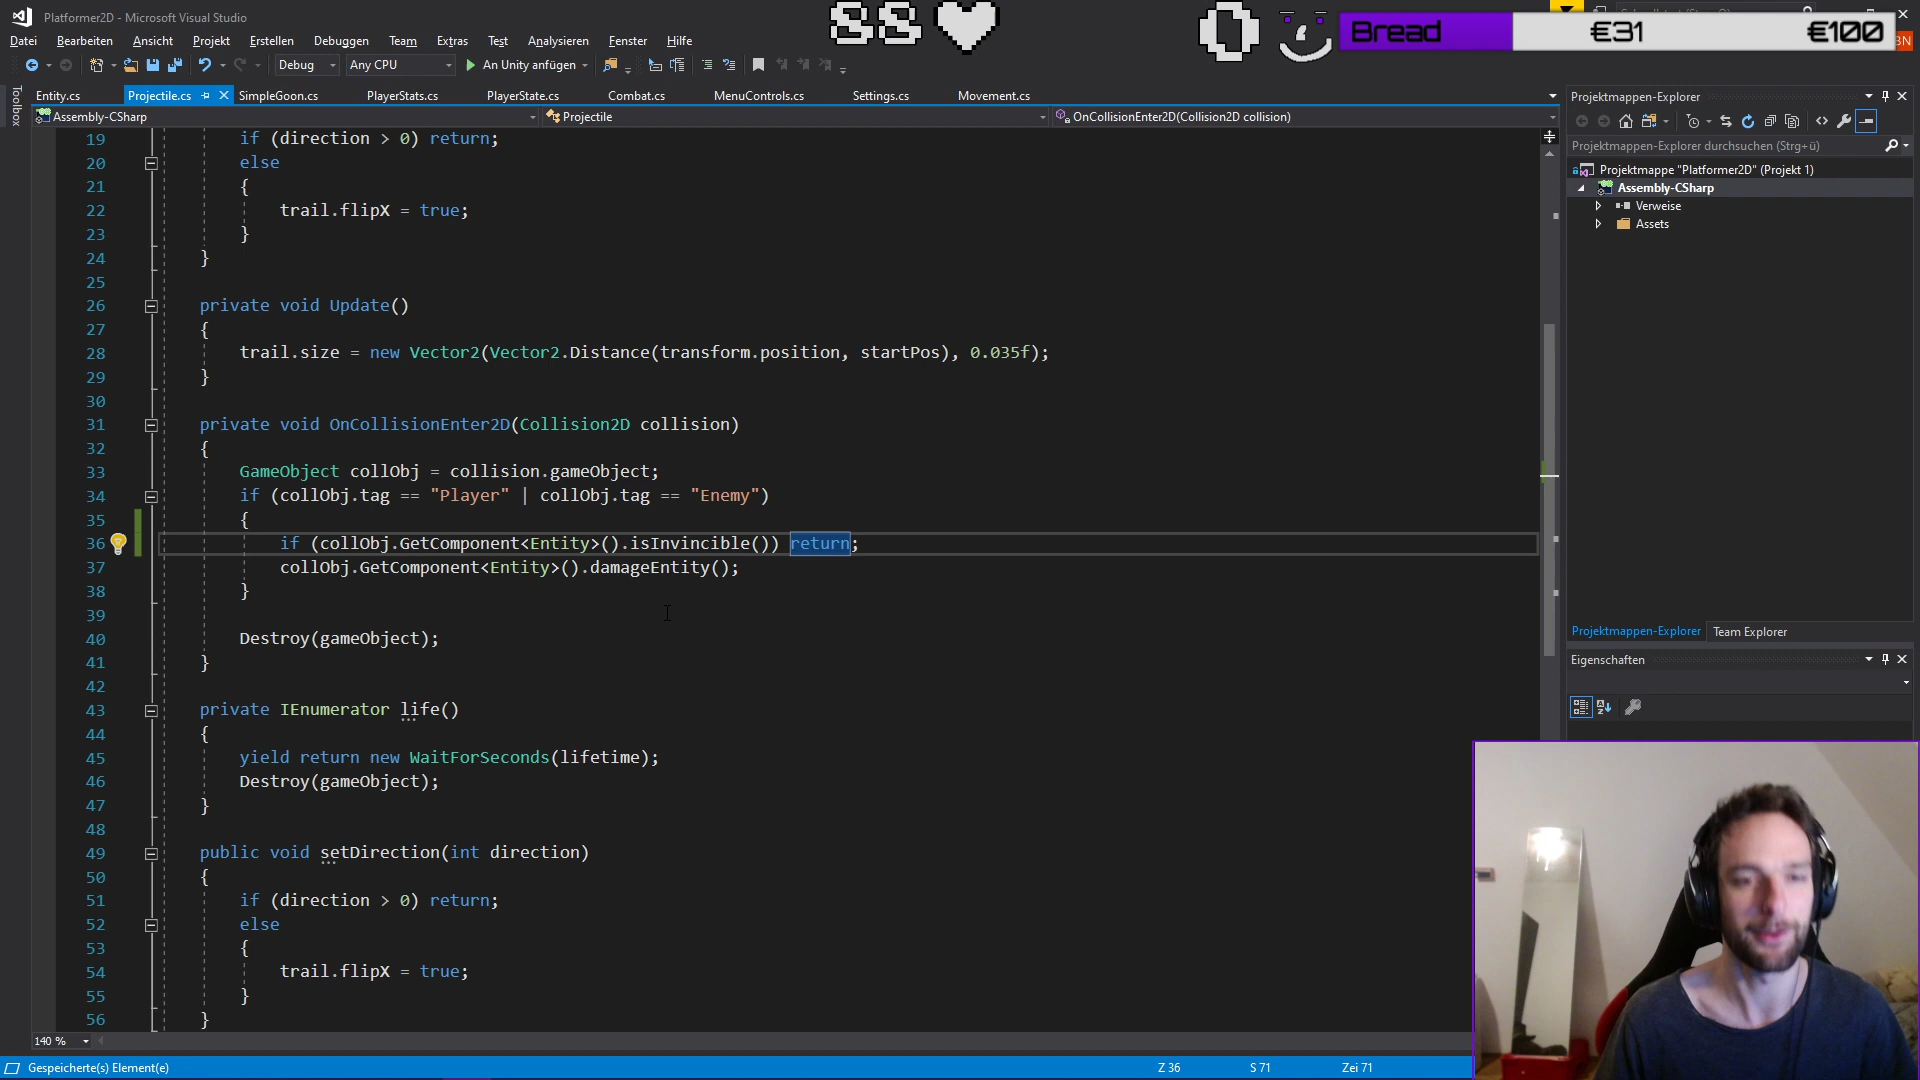 Platformer2D - Microsoft Visual Studio
SS
0
Bread €31 €100
Datei Bearbeiten Ansicht Projekt Erstellen Debuggen Team Extras Test Analysieren Fenster Hilfe
Debug Any CPU An Unity anfügen
Toolbox
Entity.cs Projectile.cs SimpleGoon.cs PlayerStats.cs PlayerState.cs Combat.cs MenuControls.cs Settings.cs Movement.cs
Assembly-CSharp Projectile OnCollisionEnter2D(Collision2D collision)
19 if (direction > 0) return;
20 else
21 {
22 trail.flipX = true;
23 }
24 }
25
26 private void Update()
27 {
28 trail.size = new Vector2(Vector2.Distance(transform.position, startPos), 0.035f);
29 }
30
31 private void OnCollisionEnter2D(Collision2D collision)
32 {
33 GameObject collObj = collision.gameObject;
34 if (collObj.tag == "Player" | collObj.tag == "Enemy")
35 {
36 if (collObj.GetComponent<Entity>().isInvincible()) return;
37 collObj.GetComponent<Entity>().damageEntity();
38 }
39
40 Destroy(gameObject);
41 }
42
43 private IEnumerator life()
44 {
45 yield return new WaitForSeconds(lifetime);
46 Destroy(gameObject);
47 }
48
49 public void setDirection(int direction)
50 {
51 if (direction > 0) return;
52 else
53 {
54 trail.flipX = true;
55 }
56 }
140 %
Gespeicherte(s) Element(e) Z 36 S 71 Zei 71
Projektmappen-Explorer
Projektmappen-Explorer durchsuchen (Strg+ü)
Projektmappe "Platformer2D" (Projekt 1)
Assembly-CSharp
Verweise
Assets
Projektmappen-Explorer Team Explorer
Eigenschaften